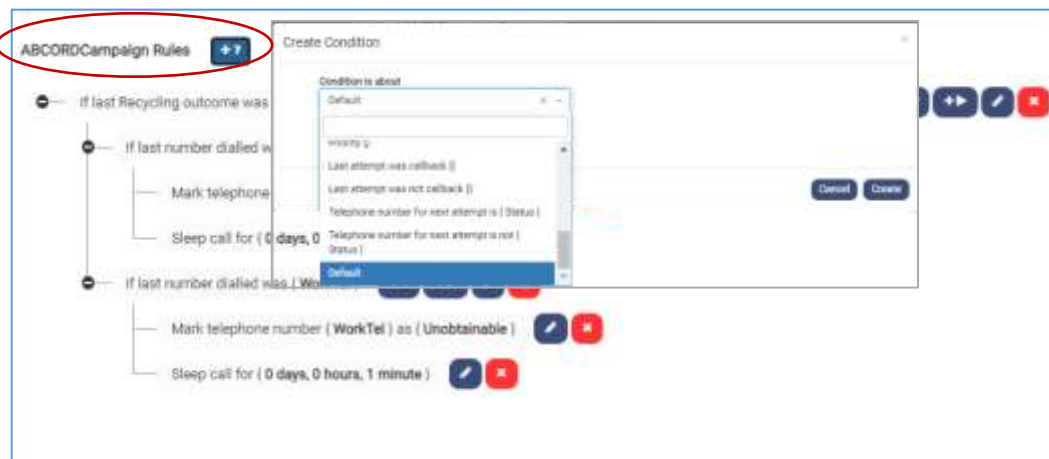 ABCORDCampaign Rules +?
Create Condition
×
Condition is about
Default × -
Priority ()
Last attempt was callback ()
Last attempt was not callback ()
Telephone number for next attempt is ( Status )
Telephone number for next attempt is not (
Status )
Default
Cancel Create
If last Recycling outcome was
If last number dialled w
Mark telephone
Sleep call for ( 0 days, 0
If last number dialled was ( Wo
Mark telephone number ( WorkTel ) as ( Unobtainable )
Sleep call for ( 0 days, 0 hours, 1 minute )